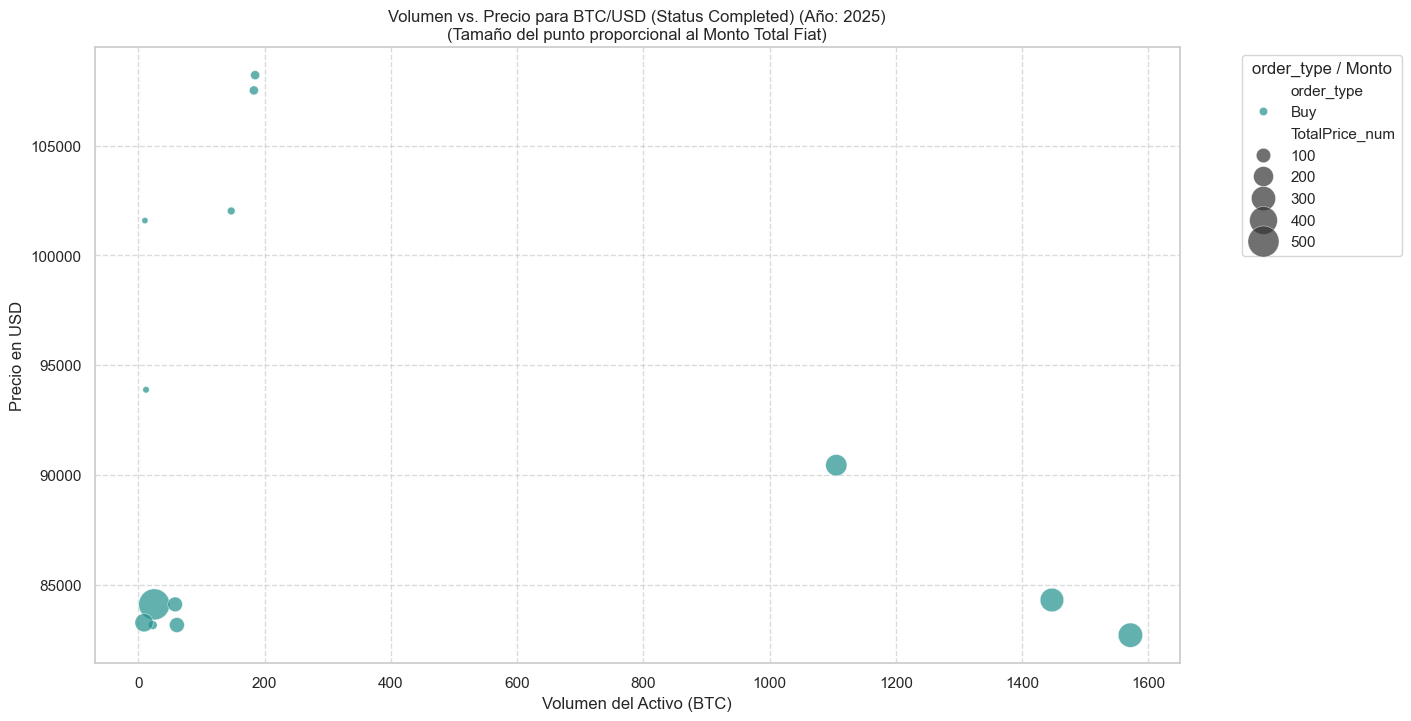 Volumen vs. Precio para BTC/USD (Status Completed) (Año: 2025)
(Tamaño del punto proporcional al Monto Total Fiat)
order_type / Monto
order_type
Buy
TotalPrice_num
100
200
300
400
500
Precio en USD
105000
100000
95000
90000
85000
0 200 400 600 800 1000 1200 1400 1600
Volumen del Activo (BTC)